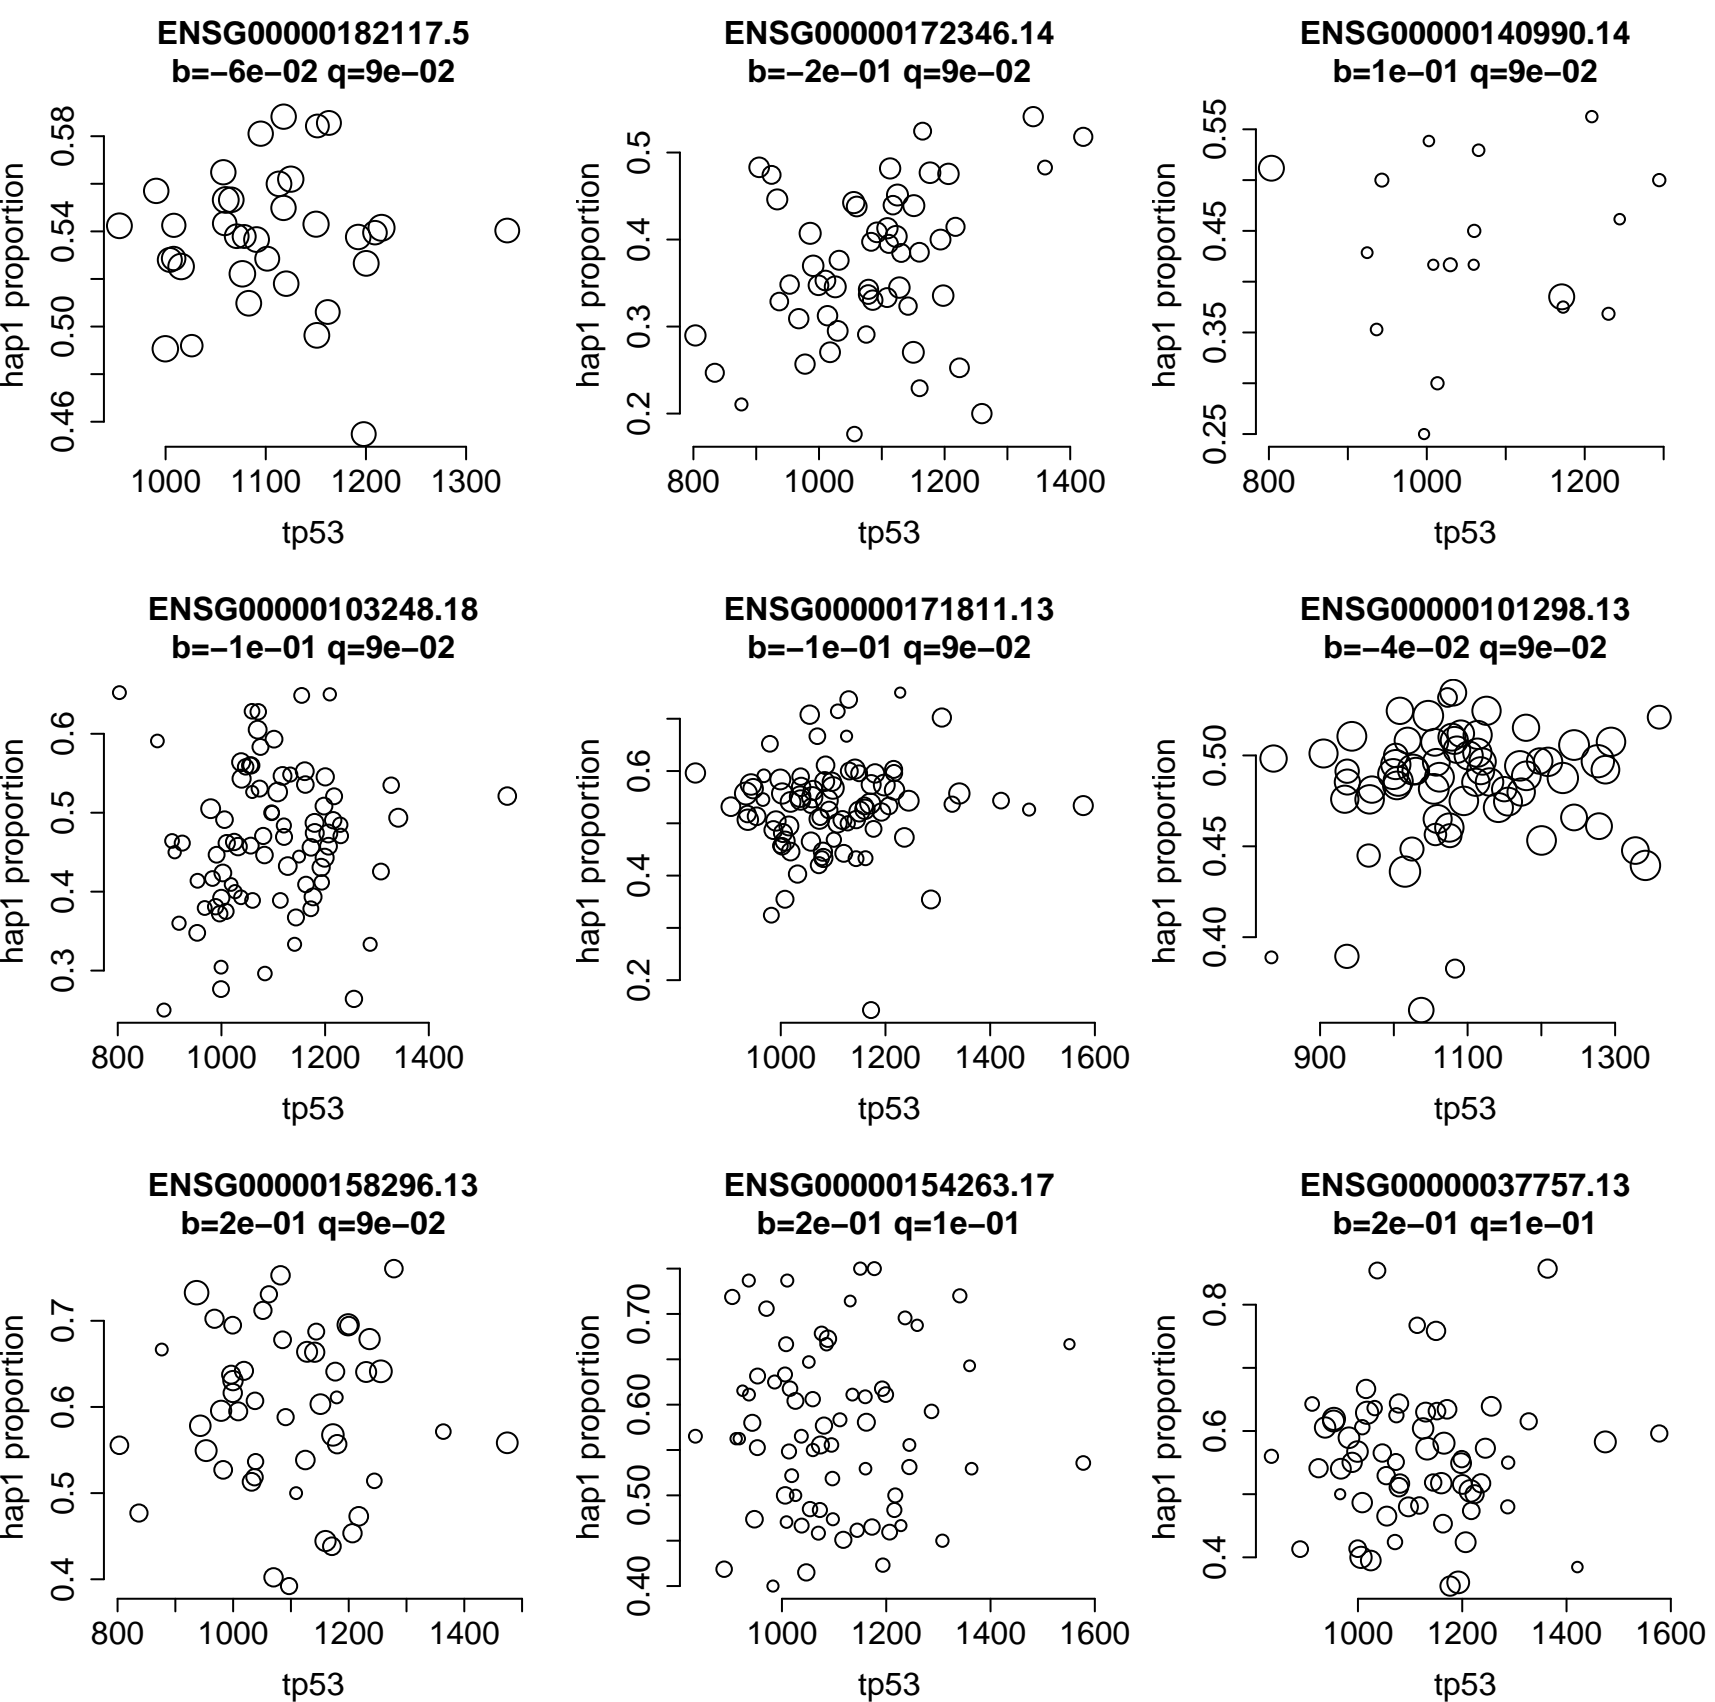 ENSG00000182117.5
b=−6e−02 q=9e−02
hap1 proportion
0.46 0.50 0.54 0.58
1000 1100 1200 1300
tp53
ENSG00000172346.14
b=−2e−01 q=9e−02
hap1 proportion
0.2 0.3 0.4 0.5
800 1000 1200 1400
tp53
ENSG00000140990.14
b=1e−01 q=9e−02
hap1 proportion
0.25 0.35 0.45 0.55
800 1000 1200
tp53
ENSG00000103248.18
b=−1e−01 q=9e−02
hap1 proportion
0.3 0.4 0.5 0.6
800 1000 1200 1400
tp53
ENSG00000171811.13
b=−1e−01 q=9e−02
hap1 proportion
0.2 0.4 0.6
1000 1200 1400 1600
tp53
ENSG00000101298.13
b=−4e−02 q=9e−02
hap1 proportion
0.40 0.45 0.50
900 1100 1300
tp53
ENSG00000158296.13
b=2e−01 q=9e−02
hap1 proportion
0.4 0.5 0.6 0.7
800 1000 1200 1400
tp53
ENSG00000154263.17
b=2e−01 q=1e−01
hap1 proportion
0.40 0.50 0.60 0.70
1000 1200 1400 1600
tp53
ENSG00000037757.13
b=2e−01 q=1e−01
hap1 proportion
0.4 0.6 0.8
1000 1200 1400 1600
tp53